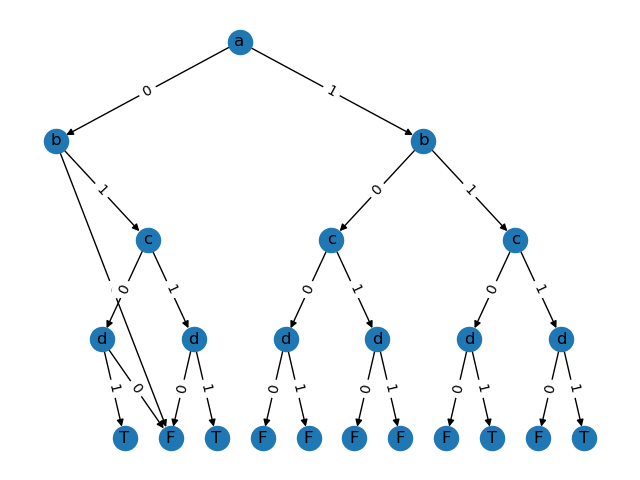 a
0 1
b b
1 0 1
c c c
0 1 0 1 0 1
d d d d d d
1 0 0 1 0 1 0 1 0 1 0 1
T F T F F F F F T F T